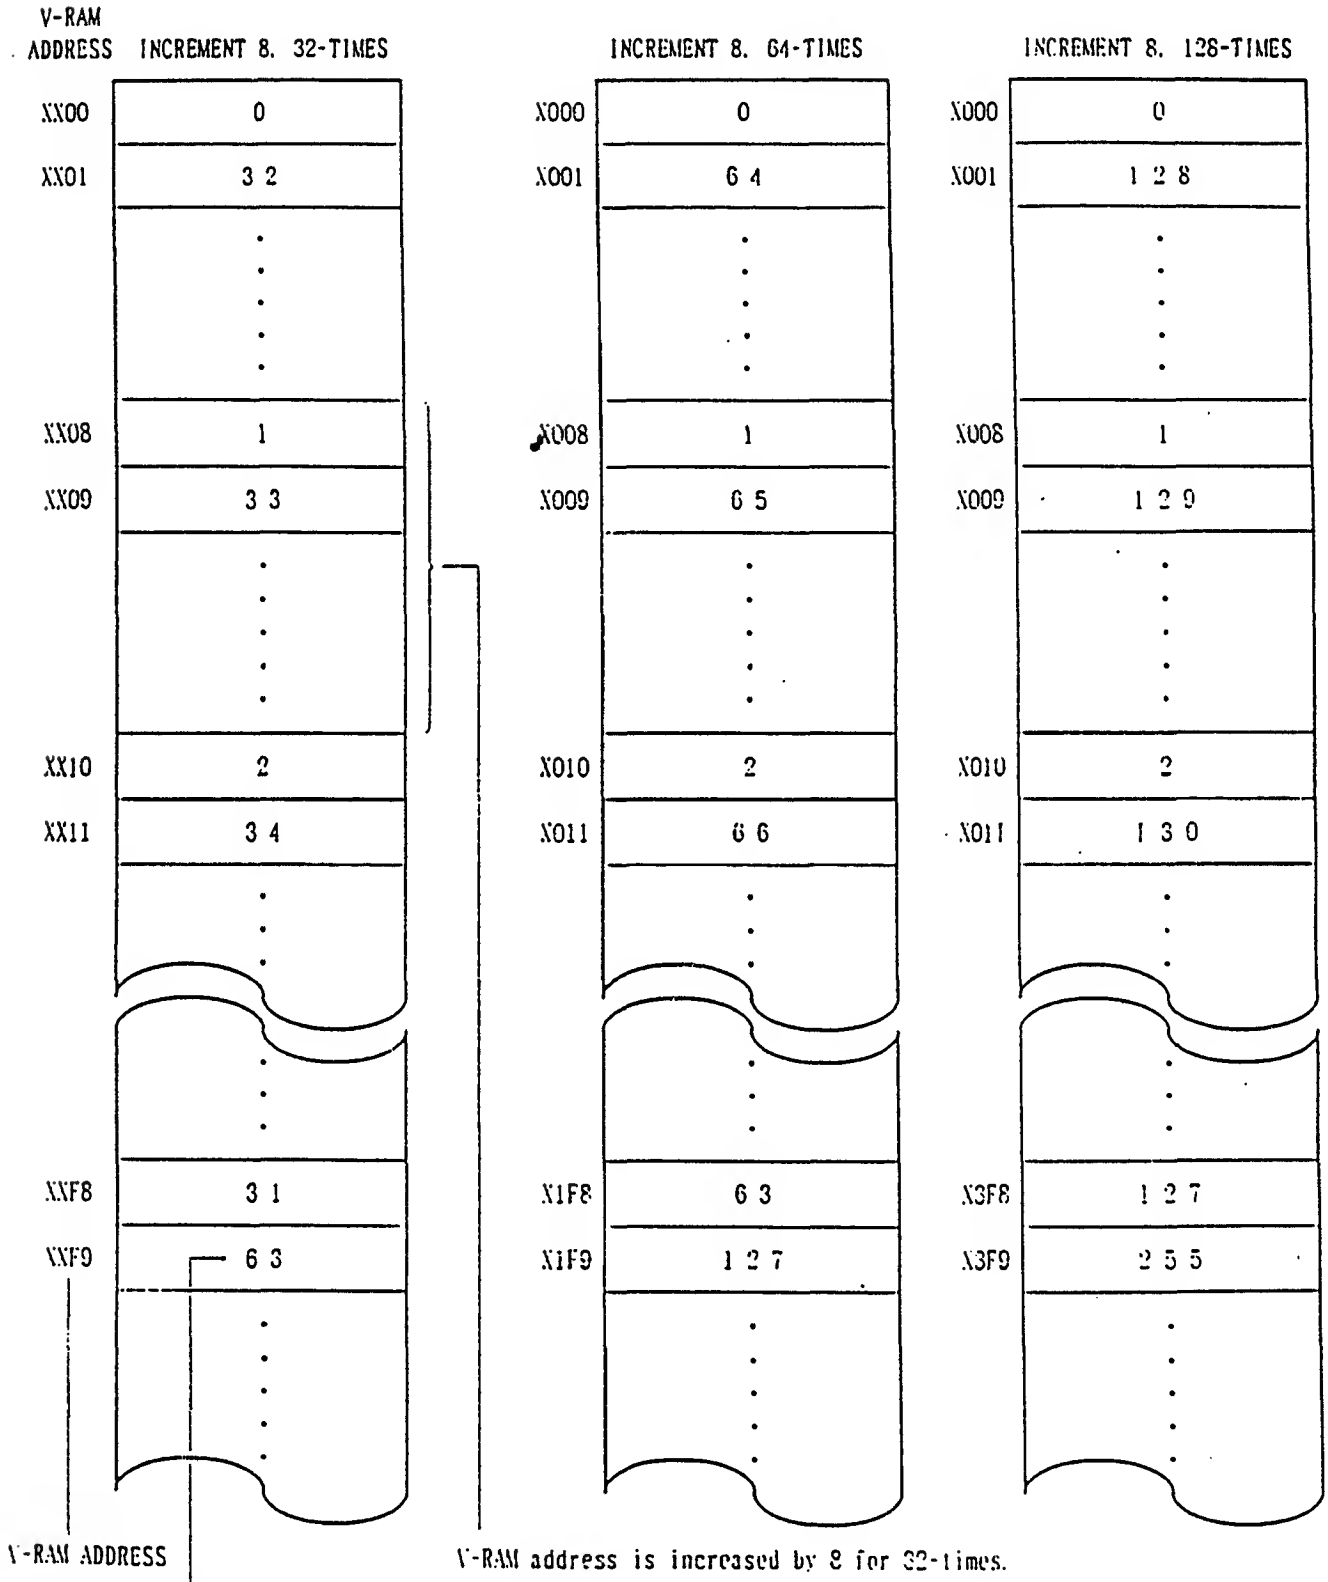 V-RAM
ADDRESS INCREMENT 8. 32-TIMES INCREMENT 8. 64-TIMES INCREMENT 8. 128-TIMES
XX00 0 X000 0 X000 0
XX01 32 X001 64 X001 128
XX08 1 X008 1 X008 1
XX09 33 X009 65 X009 129
XX10 2 X010 2 X010 2
XX11 34 X011 66 X011 130
XXF8 31 X1F8 63 X3F8 127
XXF9 63 X1F9 127 X3F9 255
V-RAM ADDRESS V-RAM address is increased by 8 for 32-times.